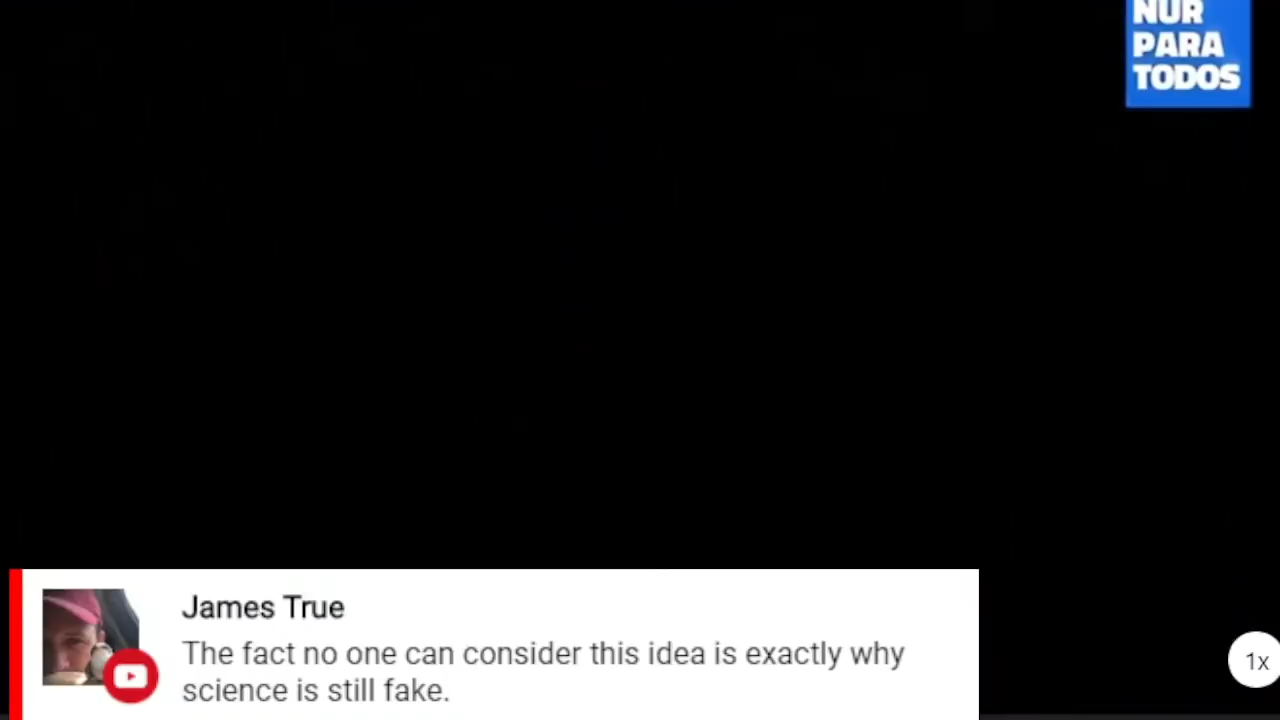 NUR
PARA
TODOS
James True
The fact no one can consider this idea is exactly why
science is still fake.
1x